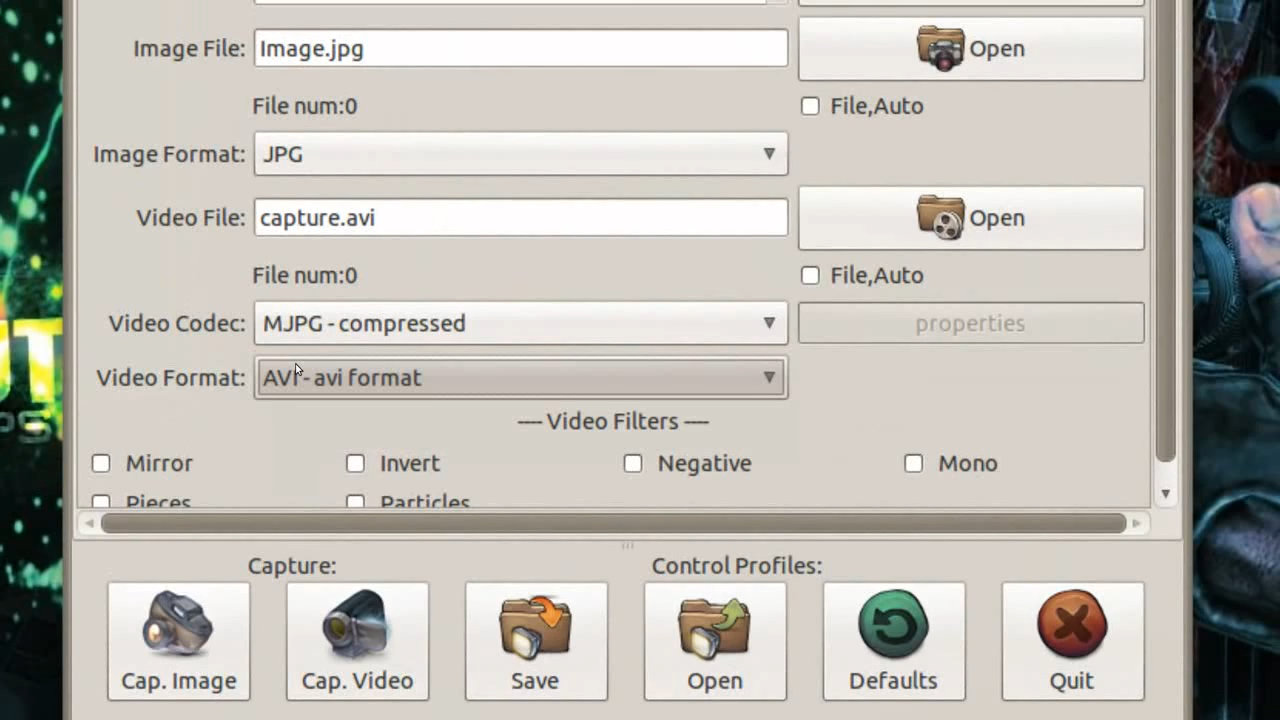 Image File: Image.jpg Open
File num:0 File,Auto
Image Format: JPG
Video File: capture.avi Open
File num:0 File,Auto
Video Codec: MJPG - compressed properties
Video Format: AVI - avi format
---- Video Filters ----
Mirror Invert Negative Mono
Pieces Particles
Capture: Control Profiles:
Cap. Image Cap. Video Save Open Defaults Quit